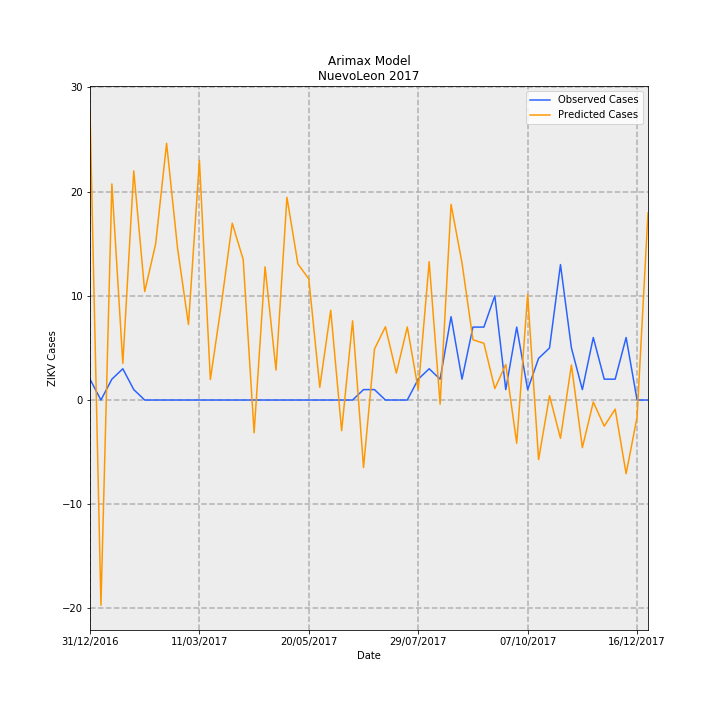 Arimax Model
NuevoLeon 2017
Observed Cases
Predicted Cases
30
20
10
0
−10
−20
ZIKV Cases
31/12/2016
11/03/2017
20/05/2017
29/07/2017
07/10/2017
16/12/2017
Date